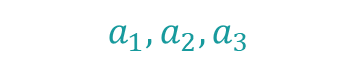 a₁, a₂, a₃